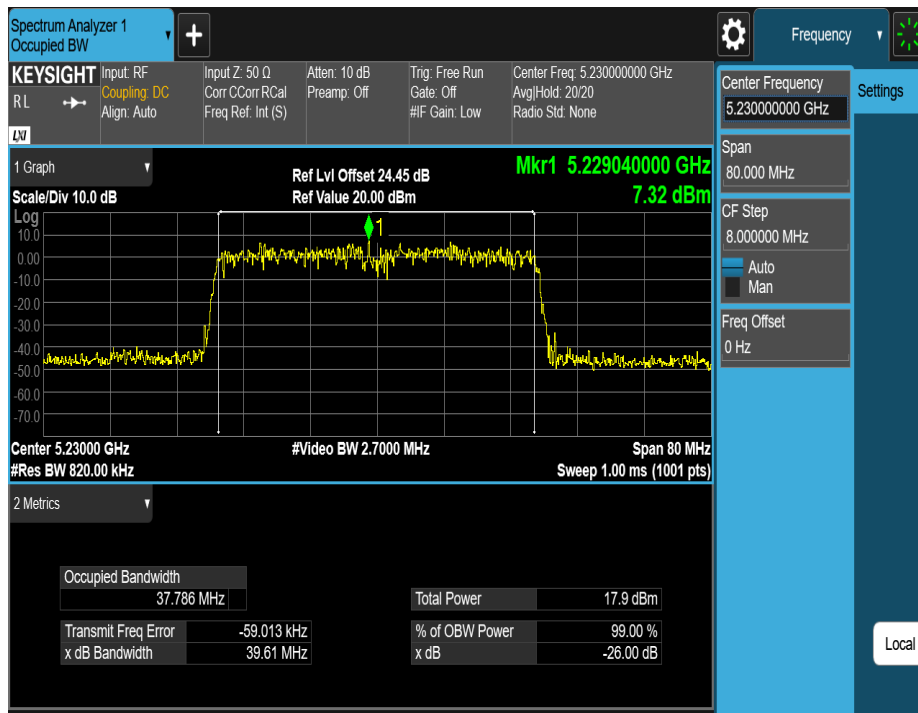 Spectrum Analyzer 1
Occupied BW
+
Frequency
KEYSIGHT
RL
LXI
Input: RF
Coupling: DC
Align: Auto
Input Z: 50 Ω
Corr CCorr RCal
Freq Ref: Int (S)
Atten: 10 dB
Preamp: Off
Trig: Free Run
Gate: Off
#IF Gain: Low
Center Freq: 5.230000000 GHz
Avg|Hold: 20/20
Radio Std: None
Center Frequency
5.230000000 GHz
Settings
Span
80.000 MHz
CF Step
8.000000 MHz
Auto
Man
Freq Offset
0 Hz
1 Graph
Scale/Div 10.0 dB
Ref Lvl Offset 24.45 dB
Ref Value 20.00 dBm
Mkr1 5.229040000 GHz
7.32 dBm
Log
10.0
0.00
-10.0
-20.0
-30.0
-40.0
-50.0
-60.0
-70.0
1
Center 5.23000 GHz
#Res BW 820.00 kHz
#Video BW 2.7000 MHz
Span 80 MHz
Sweep 1.00 ms (1001 pts)
2 Metrics
Occupied Bandwidth
37.786 MHz
Total Power 17.9 dBm
Transmit Freq Error -59.013 kHz
% of OBW Power 99.00 %
x dB Bandwidth 39.61 MHz
x dB -26.00 dB
Local